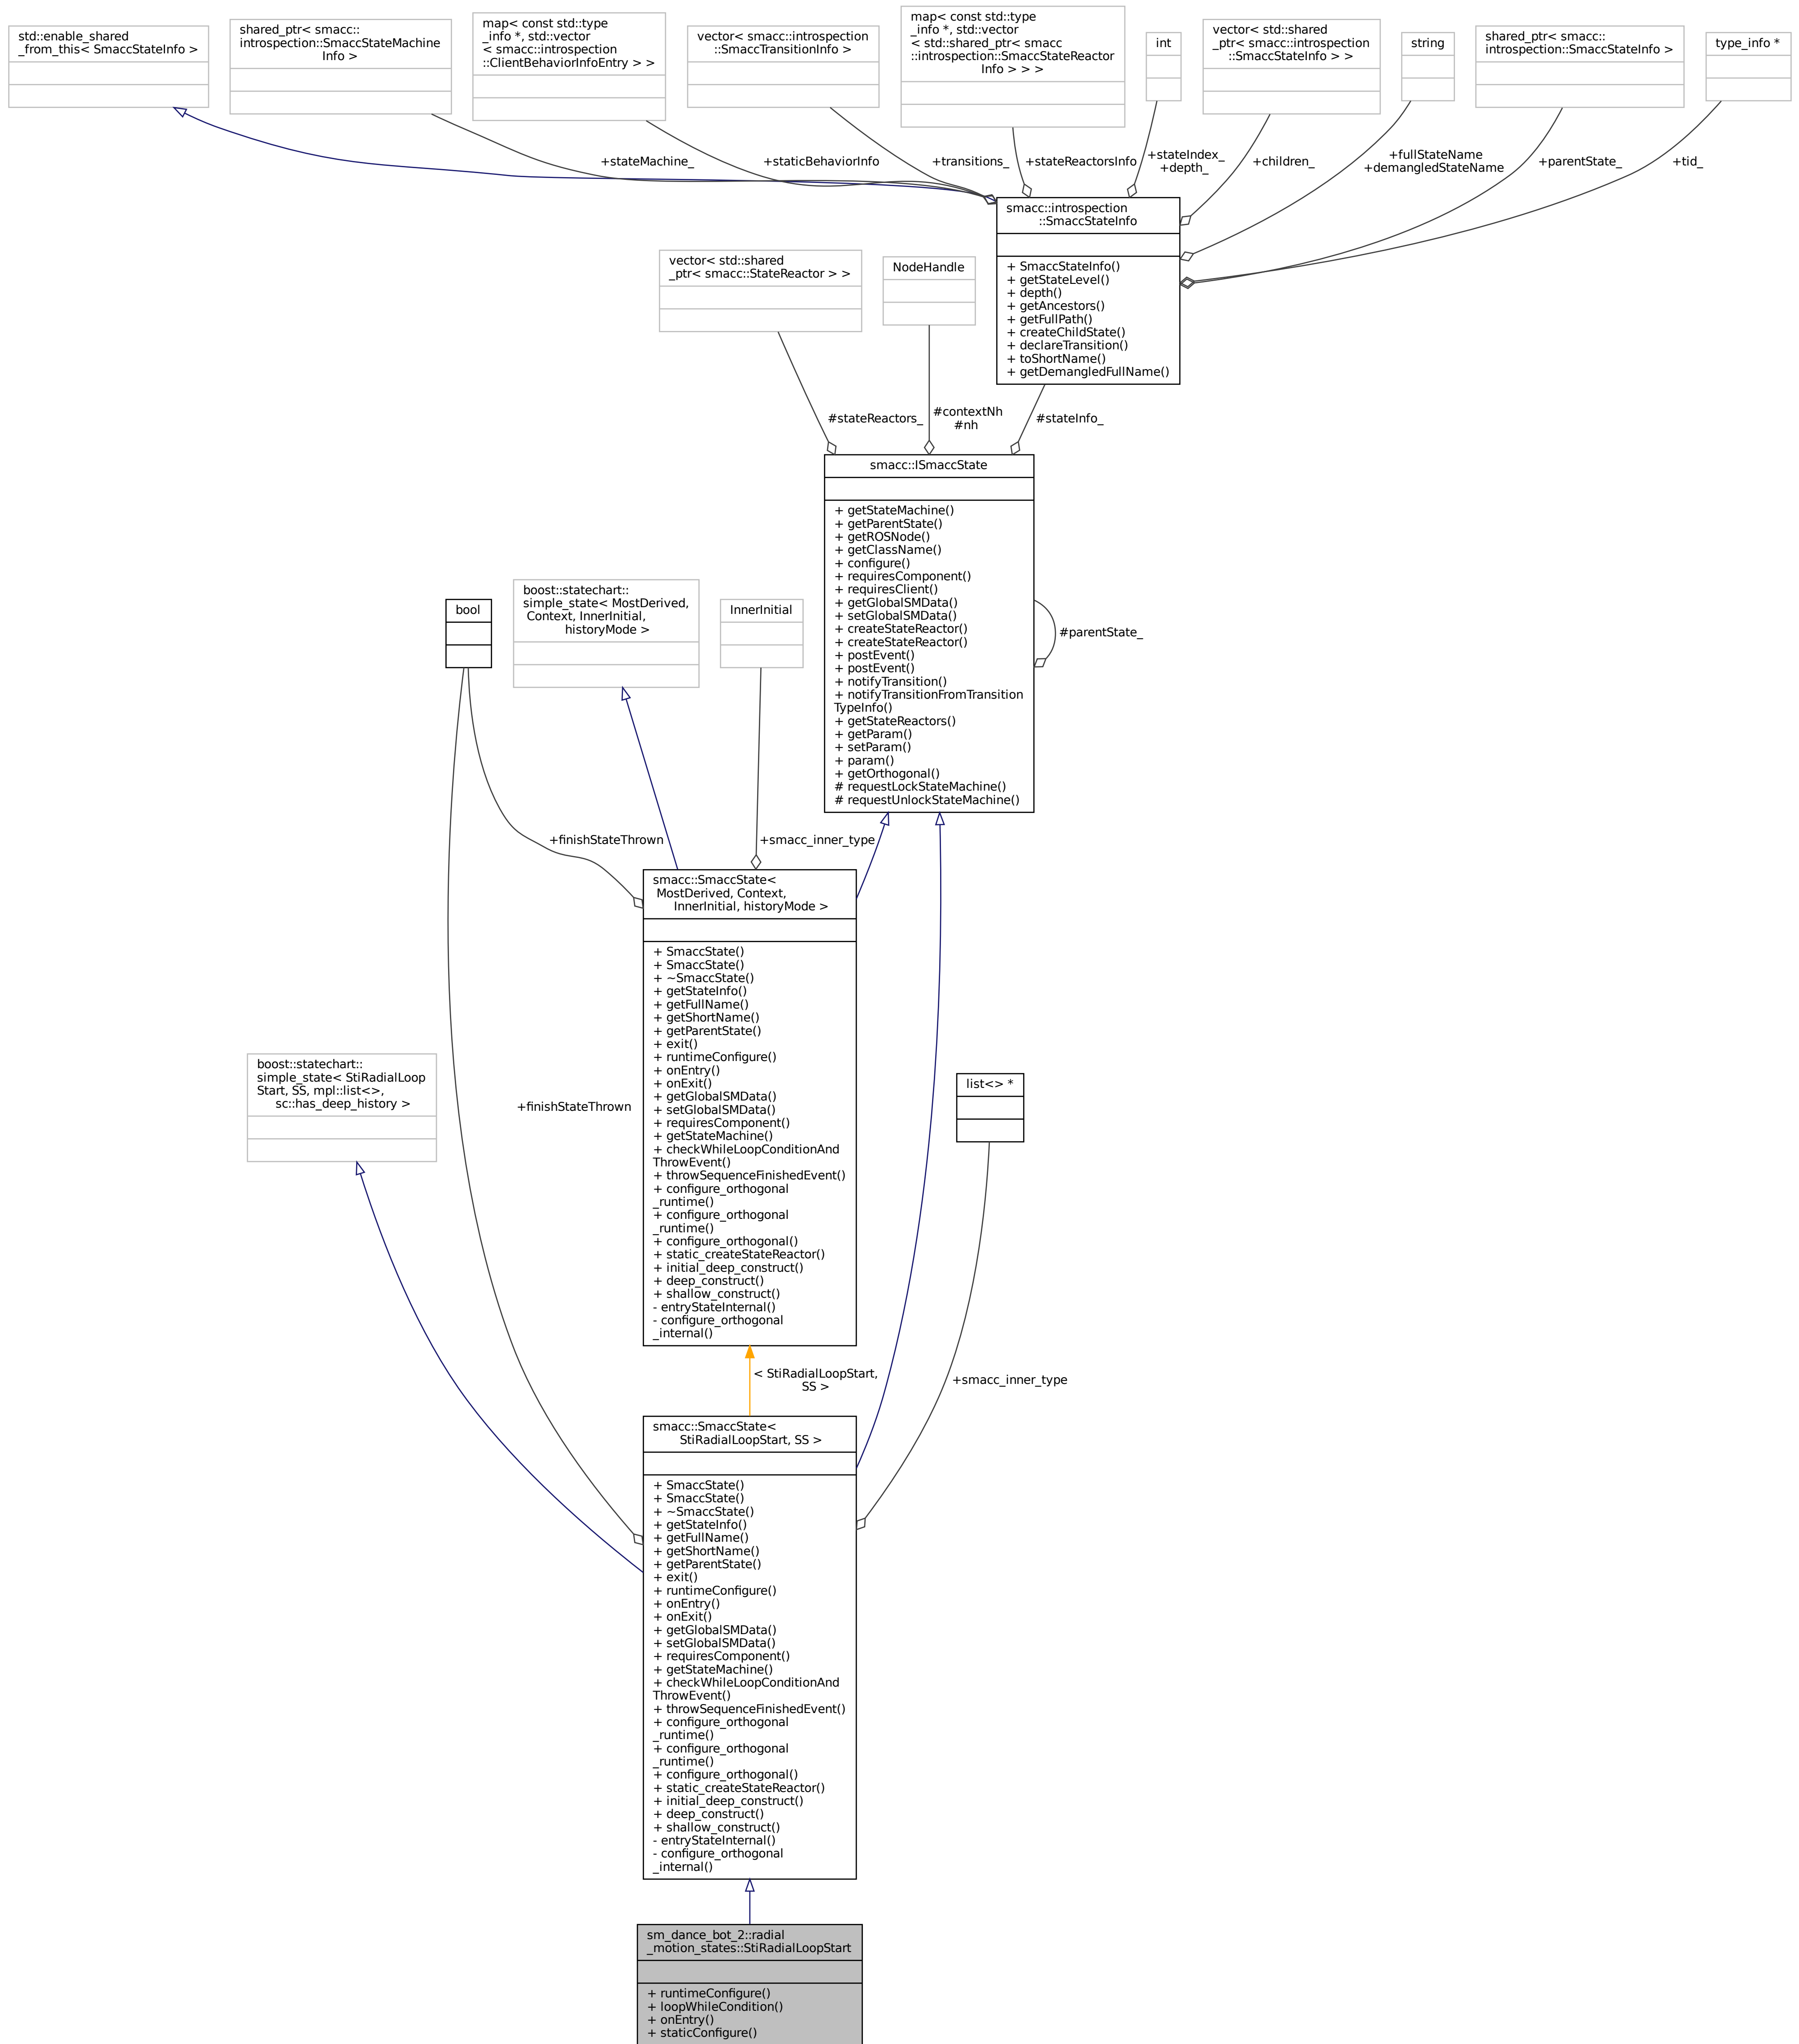 std::enable_shared
_from_this< SmaccStateInfo >
shared_ptr< smacc::
introspection::SmaccStateMachine
Info >
map< const std::type
_info *, std::vector
< smacc::introspection
::ClientBehaviorInfoEntry > >
vector< smacc::introspection
::SmaccTransitionInfo >
map< const std::type
_info *, std::vector
< std::shared_ptr< smacc
::introspection::SmaccStateReactor
Info > > >
int
vector< std::shared
_ptr< smacc::introspection
::SmaccStateInfo > >
string
shared_ptr< smacc::
introspection::SmaccStateInfo >
type_info *
+stateMachine_
+staticBehaviorInfo
+transitions_
+stateReactorsInfo
+stateIndex_
+depth_
+children_
+fullStateName
+demangledStateName
+parentState_
+tid_
smacc::introspection
::SmaccStateInfo
+ SmaccStateInfo()
+ getStateLevel()
+ depth()
+ getAncestors()
+ getFullPath()
+ createChildState()
+ declareTransition()
+ toShortName()
+ getDemangledFullName()
vector< std::shared
_ptr< smacc::StateReactor > >
NodeHandle
#stateReactors_
#contextNh
#nh
#stateInfo_
smacc::ISmaccState
+ getStateMachine()
+ getParentState()
+ getROSNode()
+ getClassName()
+ configure()
+ requiresComponent()
+ requiresClient()
+ getGlobalSMData()
+ setGlobalSMData()
+ createStateReactor()
+ createStateReactor()
+ postEvent()
+ postEvent()
+ notifyTransition()
+ notifyTransitionFromTransition
TypeInfo()
+ getStateReactors()
+ getParam()
+ setParam()
+ param()
+ getOrthogonal()
# requestLockStateMachine()
# requestUnlockStateMachine()
#parentState_
bool
boost::statechart::
simple_state< MostDerived,
Context, InnerInitial,
historyMode >
InnerInitial
+finishStateThrown
+smacc_inner_type
smacc::SmaccState<
MostDerived, Context,
InnerInitial, historyMode >
+ SmaccState()
+ SmaccState()
+ ~SmaccState()
+ getStateInfo()
+ getFullName()
+ getShortName()
+ getParentState()
+ exit()
+ runtimeConfigure()
+ onEntry()
+ onExit()
+ getGlobalSMData()
+ setGlobalSMData()
+ requiresComponent()
+ getStateMachine()
+ checkWhileLoopConditionAnd
ThrowEvent()
+ throwSequenceFinishedEvent()
+ configure_orthogonal
_runtime()
+ configure_orthogonal
_runtime()
+ configure_orthogonal()
+ static_createStateReactor()
+ initial_deep_construct()
+ deep_construct()
+ shallow_construct()
- entryStateInternal()
- configure_orthogonal
_internal()
boost::statechart::
simple_state< StiRadialLoop
Start, SS, mpl::list<>,
sc::has_deep_history >
+finishStateThrown
list<> *
< StiRadialLoopStart,
SS >
+smacc_inner_type
smacc::SmaccState<
StiRadialLoopStart, SS >
+ SmaccState()
+ SmaccState()
+ ~SmaccState()
+ getStateInfo()
+ getFullName()
+ getShortName()
+ getParentState()
+ exit()
+ runtimeConfigure()
+ onEntry()
+ onExit()
+ getGlobalSMData()
+ setGlobalSMData()
+ requiresComponent()
+ getStateMachine()
+ checkWhileLoopConditionAnd
ThrowEvent()
+ throwSequenceFinishedEvent()
+ configure_orthogonal
_runtime()
+ configure_orthogonal
_runtime()
+ configure_orthogonal()
+ static_createStateReactor()
+ initial_deep_construct()
+ deep_construct()
+ shallow_construct()
- entryStateInternal()
- configure_orthogonal
_internal()
sm_dance_bot_2::radial
_motion_states::StiRadialLoopStart
+ runtimeConfigure()
+ loopWhileCondition()
+ onEntry()
+ staticConfigure()